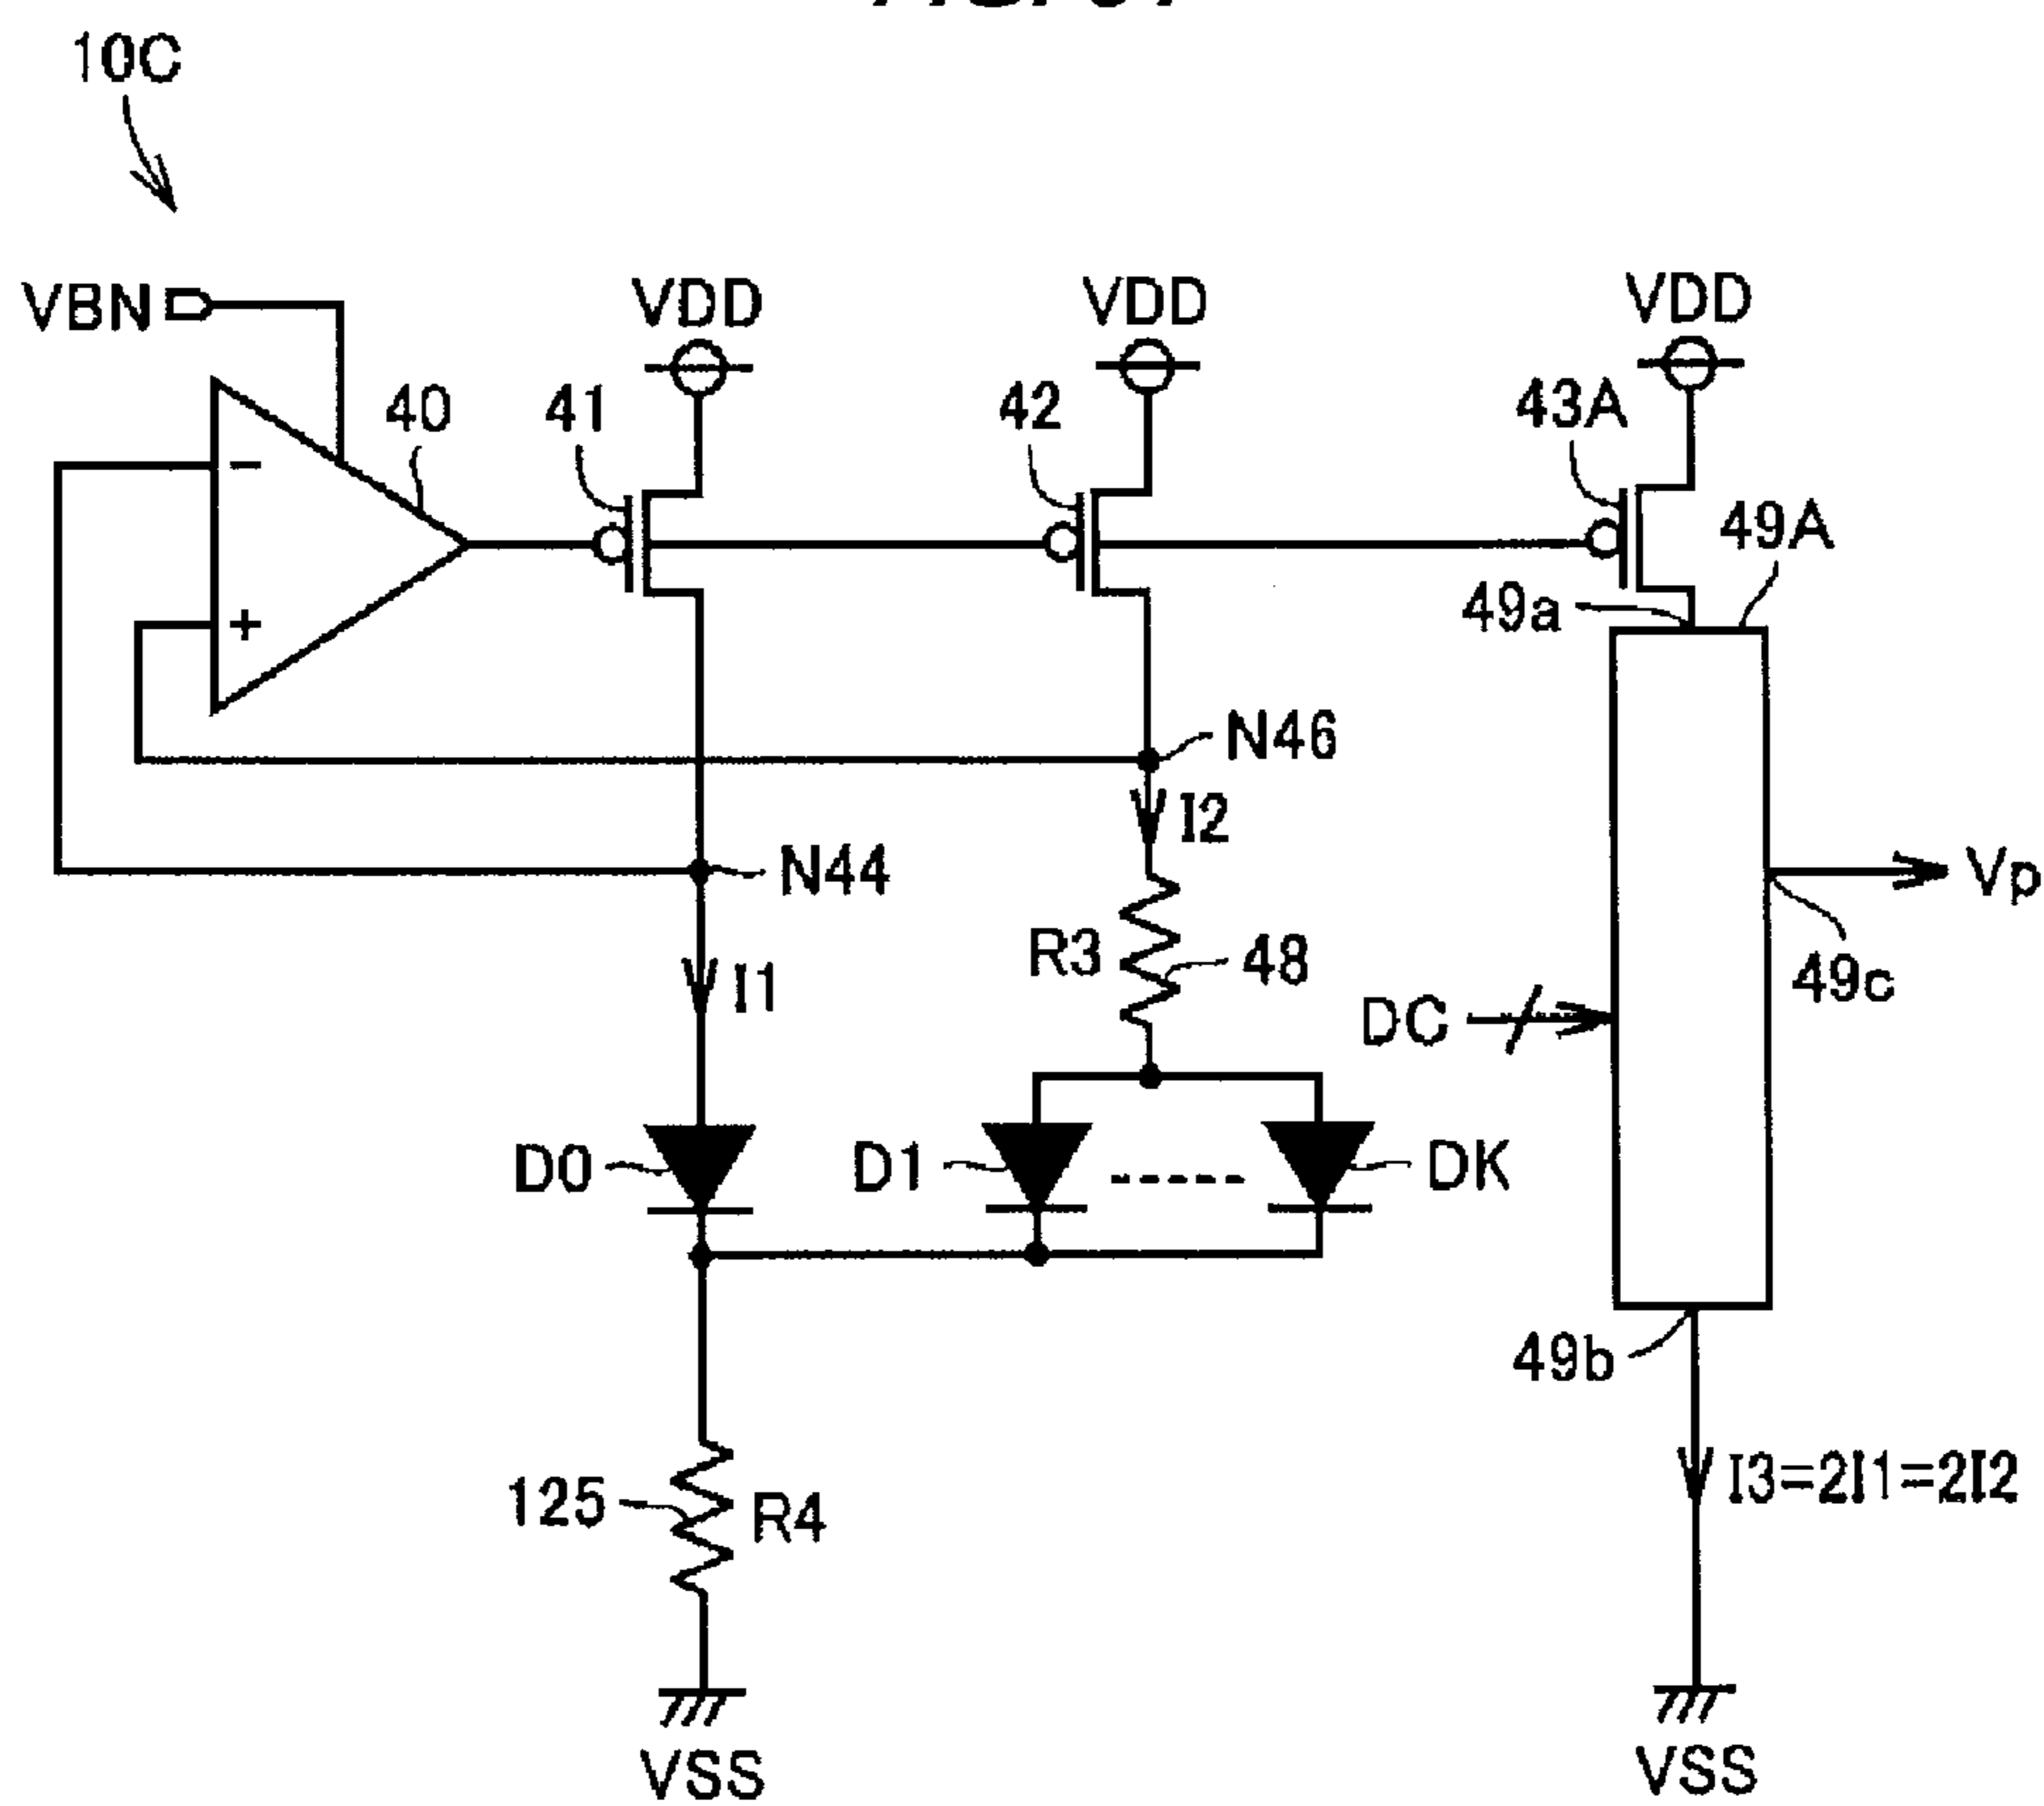 10C
VBN
VDD
VDD
VDD
40
41
42
43A
−
+
49A
49a
N46
I2
N44
Vp
R3
48
49c
I1
DC
D0
D1
DK
49b
125
R4
I3=2I1=2I2
VSS
VSS